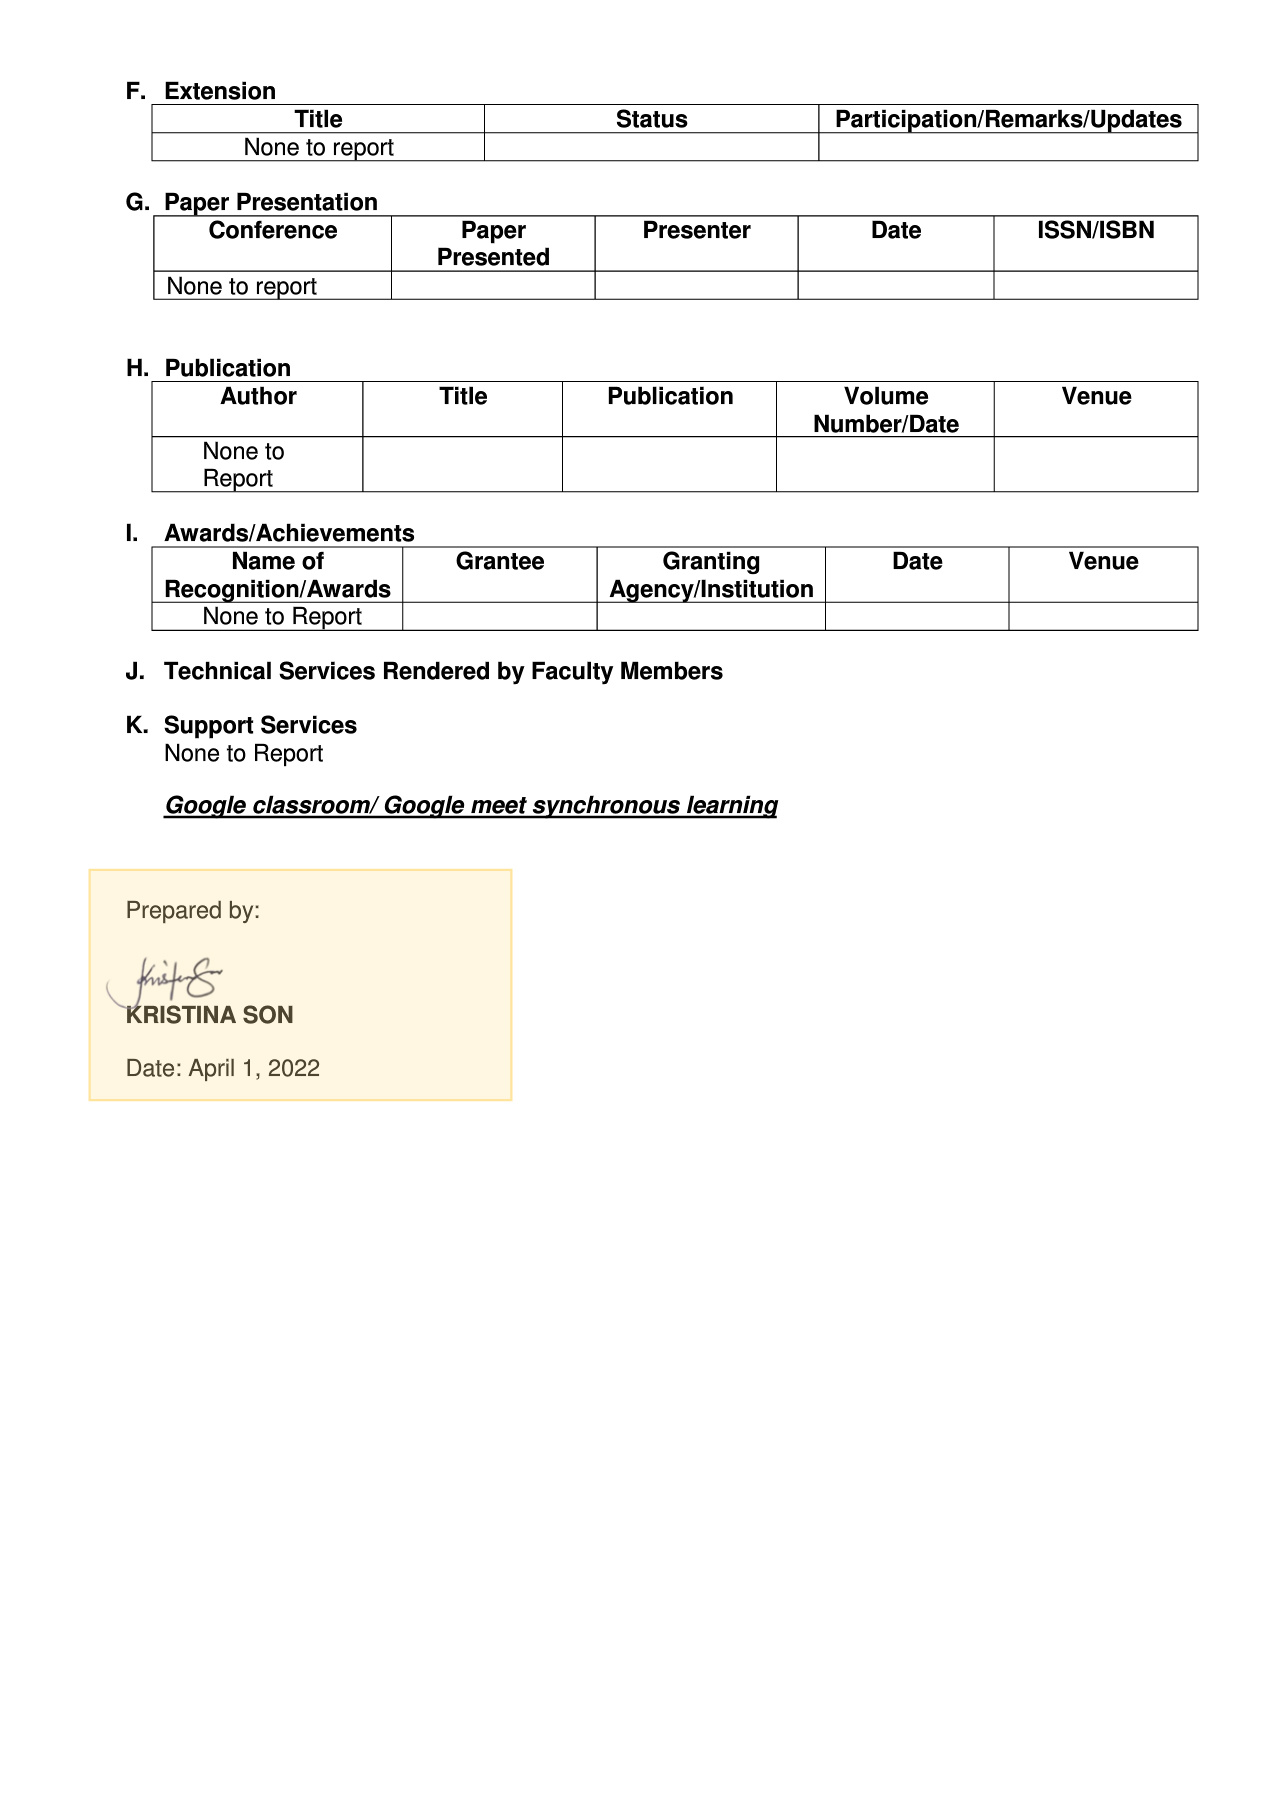 F. Extension
Title Status Participation/Remarks/Updates
None to report
G. Paper Presentation
Conference Paper Presenter Date ISSN/ISBN
Presented
None to report
H. Publication
Author Title Publication Volume Venue
Number/Date
None to
Report
I. Awards/Achievements
Name of Grantee Granting Date Venue
Recognition/Awards Agency/Institution
None to Report
J. Technical Services Rendered by Faculty Members
K. Support Services
None to Report
Google classroom/ Google meet synchronous learning
Prepared by:
KRISTINA SON
Date: April 1, 2022